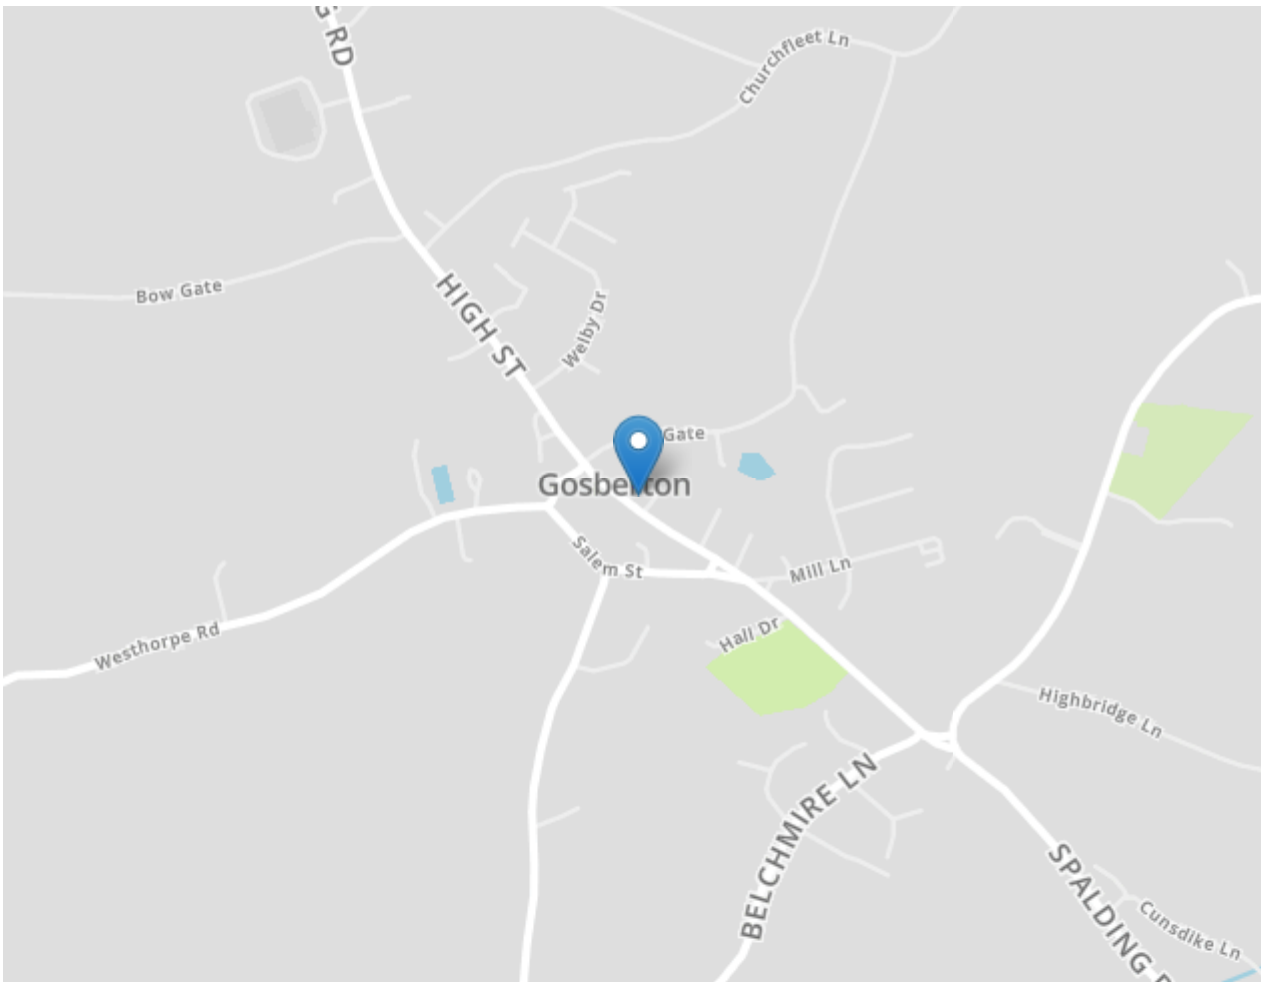 G RD
Churchfleet Ln
Bow Gate
HIGH ST
Welby Dr
Gate
Gosberton
Salem St
Mill Ln
Westhorpe Rd
Hall Dr
Highbridge Ln
BELCHMIRE LN
SPALDING
Cunsdike Ln